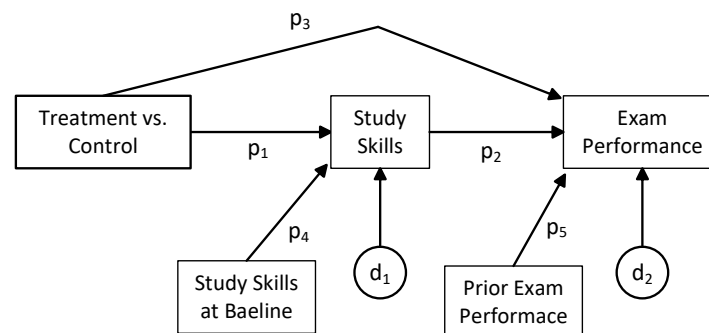 p₃
Treatment vs.
Control
p₁
Study
Skills
p₂
Exam
Performance
p₄
p₅
Study Skills
at Baeline
d₁
Prior Exam
Performace
d₂